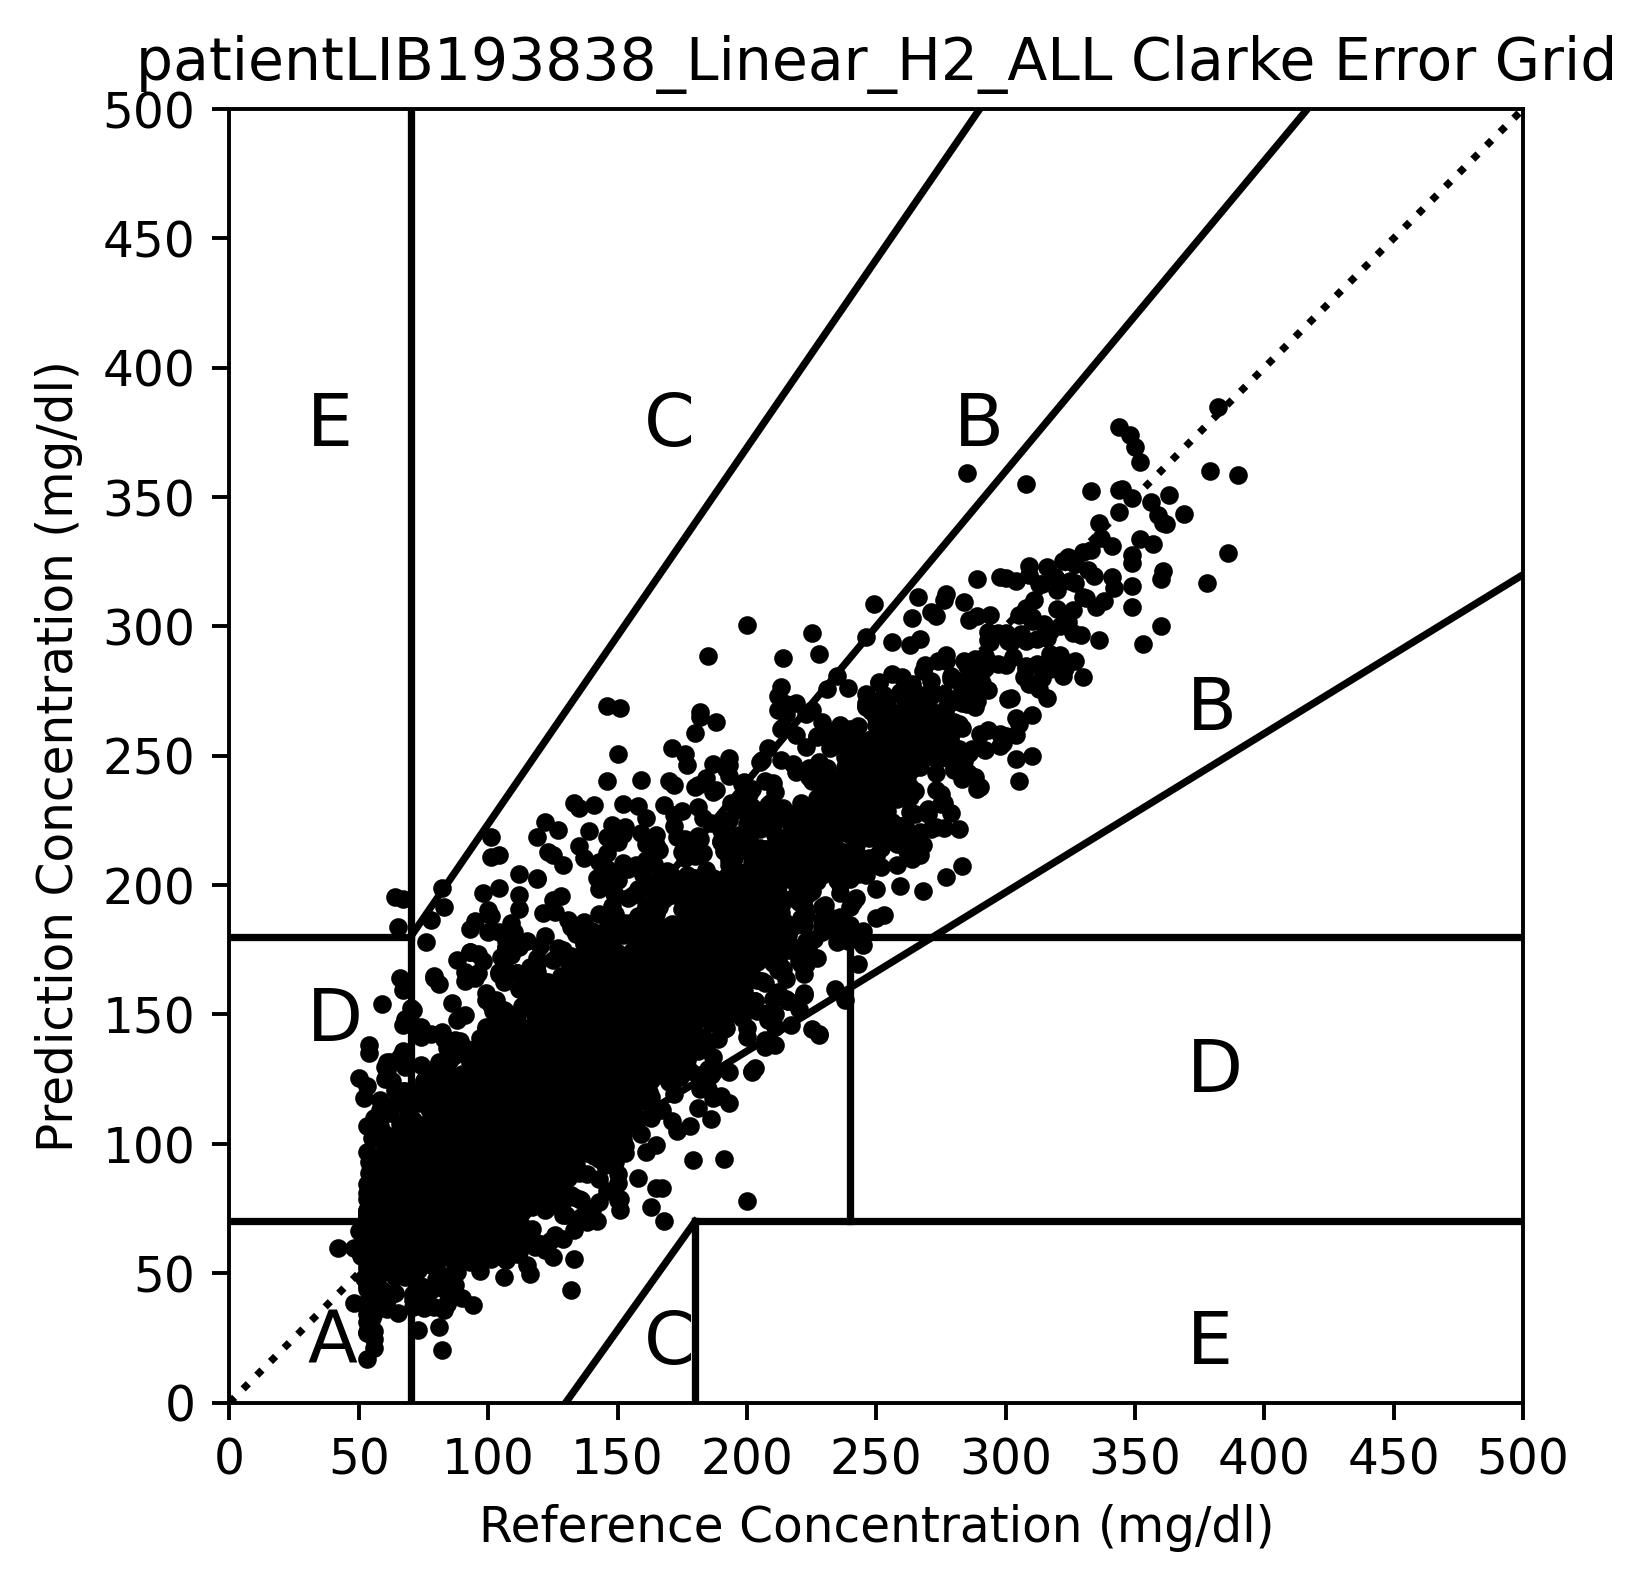 patientLIB193838_Linear_H2_ALL Clarke Error Grid
500
450
400
350
300
250
200
150
100
50
0
Prediction Concentration (mg/dl)
E
C
B
B
D
D
A
C
E
0 50 100 150 200 250 300 350 400 450 500
Reference Concentration (mg/dl)